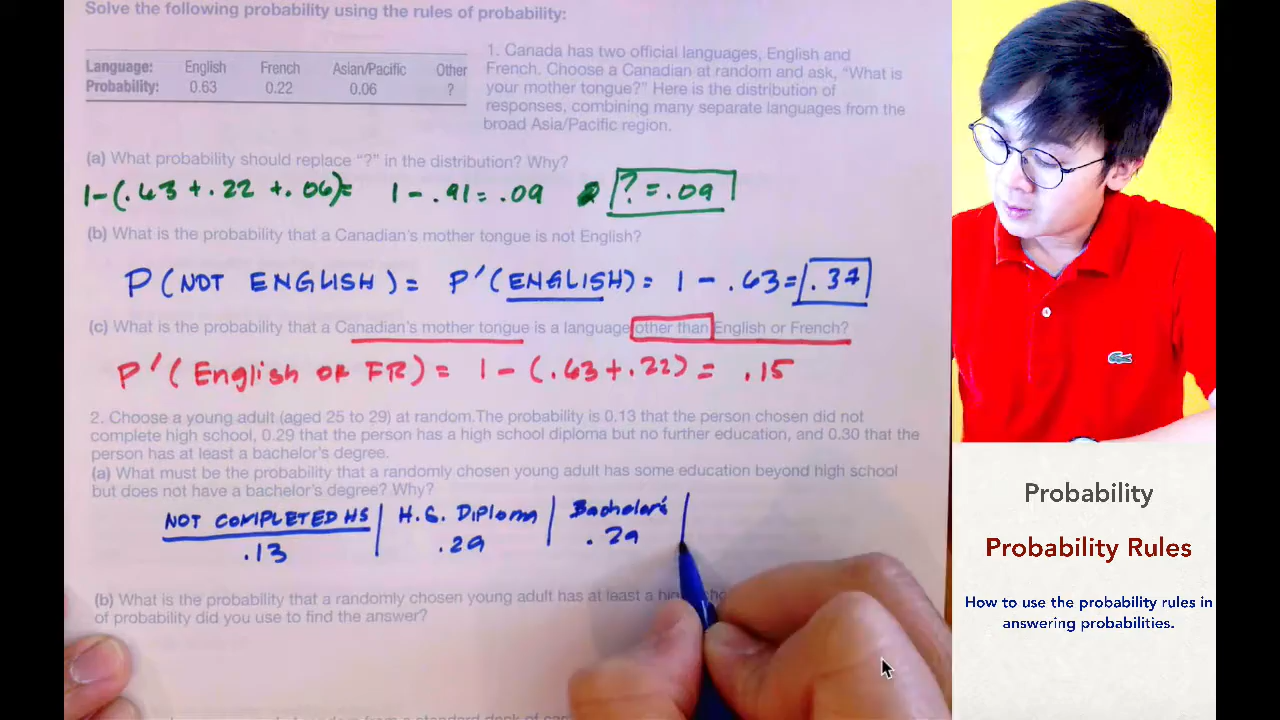 Solve the following probability using the rules of probability:
Language: English French Asian/Pacific Other
Probability: 0.63 0.22 0.06 ?
1. Canada has two official languages, English and
French. Choose a Canadian at random and ask, “What is
your mother tongue?” Here is the distribution of
responses, combining many separate languages from the
broad Asia/Pacific region.
(a) What probability should replace “?” in the distribution? Why?
1-(.63 +.22 +.06)= 1 - .91 = .09 ? = .09
(b) What is the probability that a Canadian’s mother tongue is not English?
P(NOT ENGLISH) = P'(ENGLISH) = 1 - .63 = .37
(c) What is the probability that a Canadian’s mother tongue is a language other than English or French?
P'(English or FR) = 1 - (.63+.22) = .15
2. Choose a young adult (aged 25 to 29) at random.The probability is 0.13 that the person chosen did not
complete high school, 0.29 that the person has a high school diploma but no further education, and 0.30 that the
person has at least a bachelor’s degree.
(a) What must be the probability that a randomly chosen young adult has some education beyond high school
but does not have a bachelor’s degree? Why?
NOT COMPLETED HS H.S. Diploma Bachelor's
.13 .29 .29
(b) What is the probability that a randomly chosen young adult has at least a
of probability did you use to find the answer?
Probability
Probability Rules
How to use the probability rules in
answering probabilities.